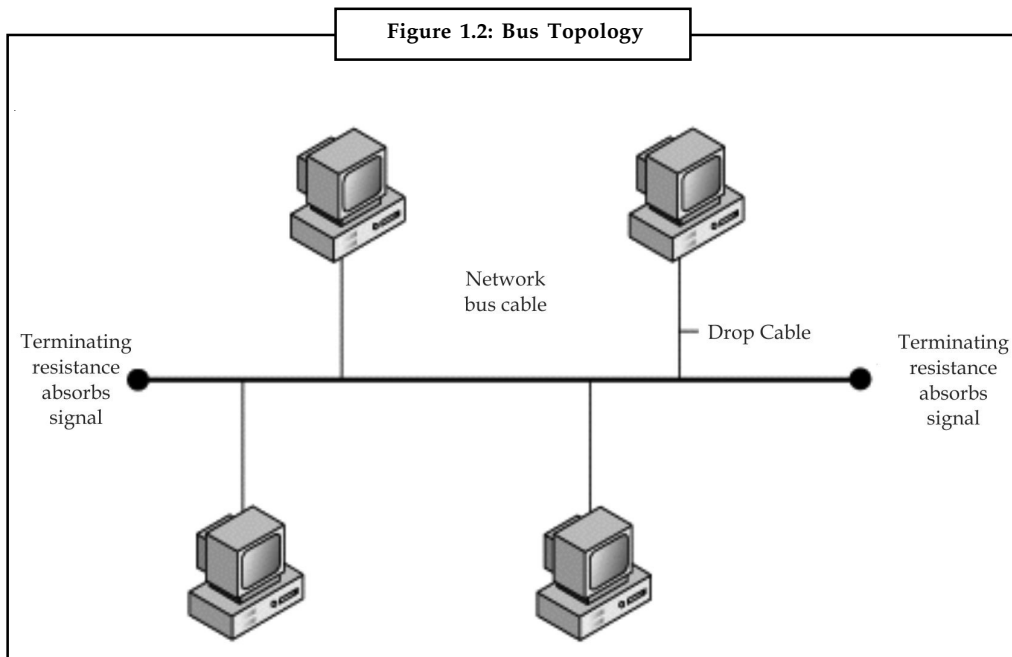 Figure 1.2: Bus Topology
Network
bus cable
Drop Cable
Terminating
resistance
absorbs
signal
Terminating
resistance
absorbs
signal